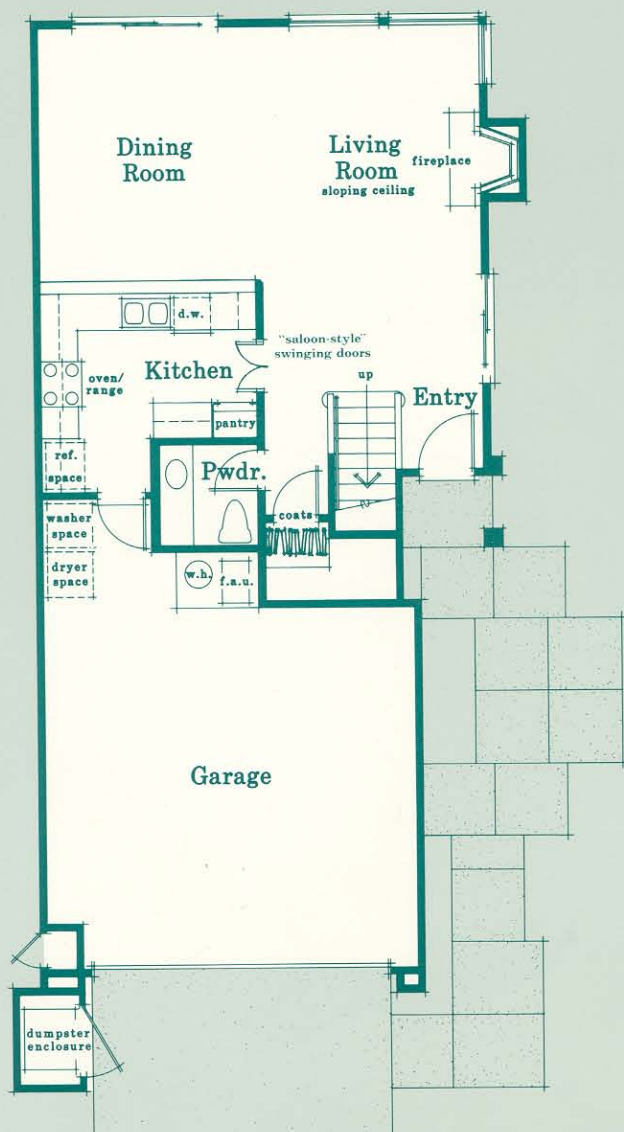 Dining
Room
Living
Room
sloping ceiling
fireplace
d.w.
"saloon-style"
swinging doors
oven/
range
Kitchen
up
Entry
pantry
ref.
space
Pwdr.
coats
washer
space
dryer
space
w.h.
f.a.u.
Garage
dumpster
enclosure